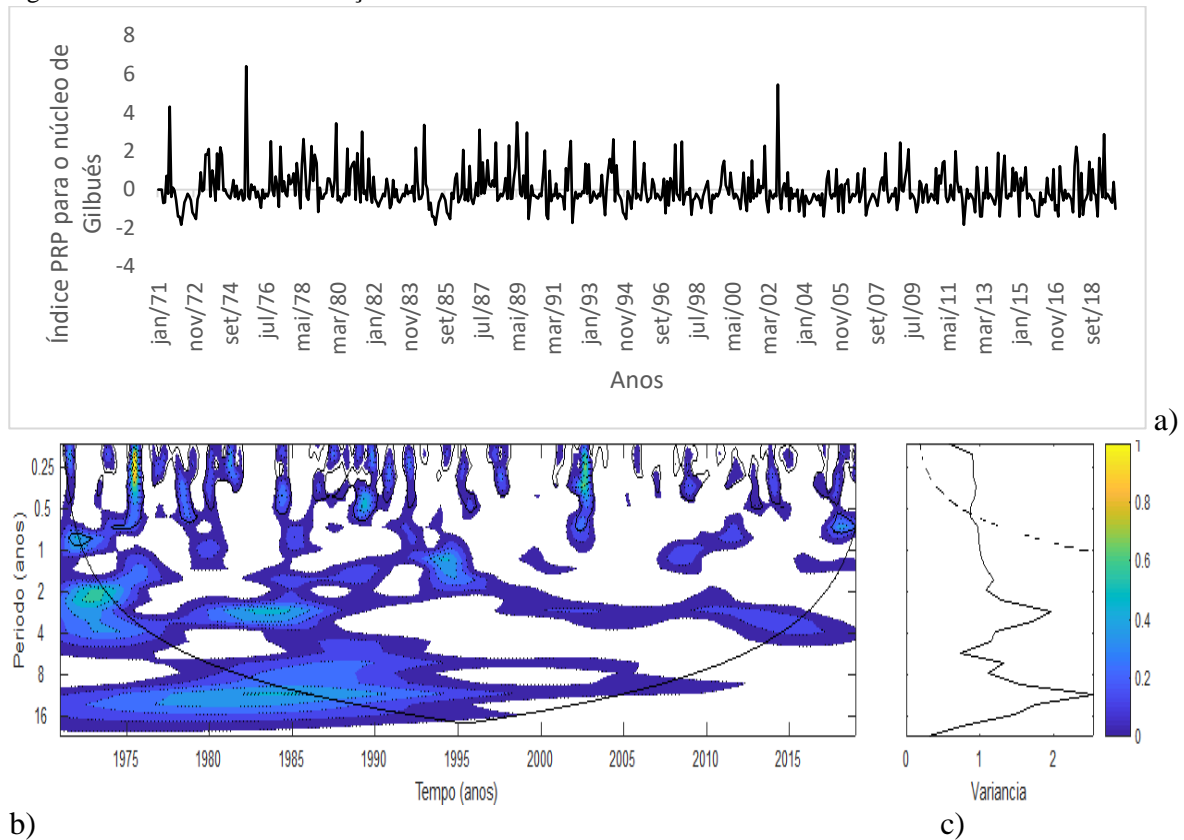 8
6
4
2
0
-2
-4
Índice PRP para o núcleo de
Gilbués
jan/71
nov/72
set/74
jul/76
mai/78
mar/80
jan/82
nov/83
set/85
jul/87
mai/89
mar/91
jan/93
nov/94
set/96
jul/98
mai/00
mar/02
jan/04
nov/05
set/07
jul/09
mai/11
mar/13
jan/15
nov/16
set/18
Anos
a)
Periodo (anos)
0.25
0.5
1
2
4
8
16
1975
1980
1985
1990
1995
2000
2005
2010
2015
Tempo (anos)
0
1
2
Variancia
1
0.8
0.6
0.4
0.2
0
b)
c)